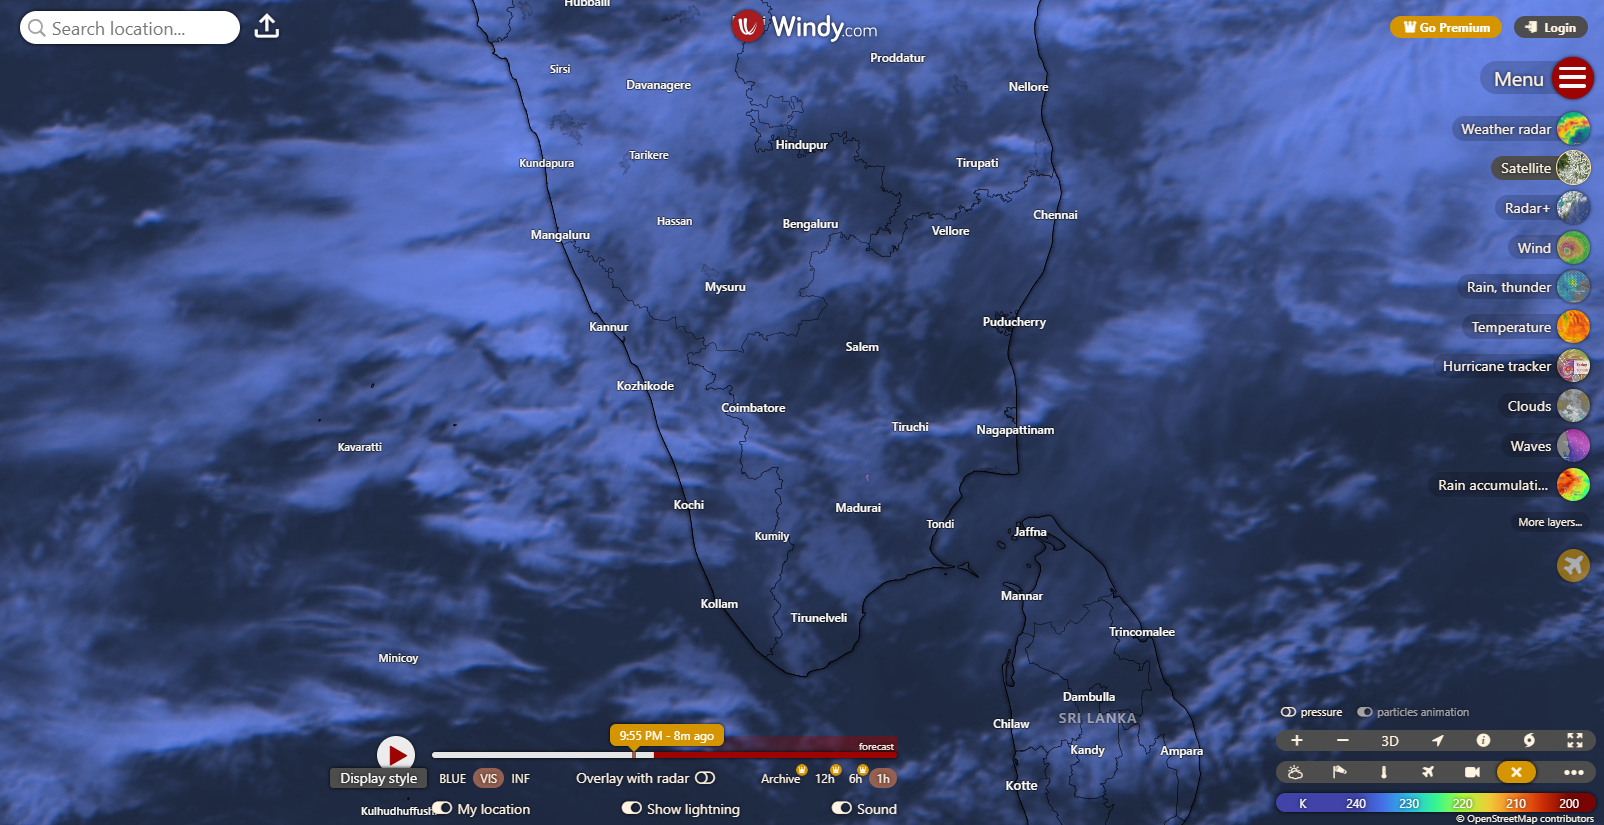 Hubballi
Search location...
Windy.com
Go Premium
Login
Proddatur
Sirsi
Davanagere
Nellore
Menu
Weather radar
Hindupur
Kundapura
Tarikere
Tirupati
Satellite
Radar+
Hassan
Bengaluru
Chennai
Mangaluru
Vellore
Wind
Mysuru
Rain, thunder
Kannur
Puducherry
Temperature
Salem
Hurricane tracker
Kozhikode
Coimbatore
Clouds
Tiruchi
Nagapattinam
Kavaratti
Waves
Rain accumulati...
Kochi
Madurai
Tondi
More layers...
Kumily
Jaffna
Kollam
Mannar
Tirunelveli
Trincomalee
Minicoy
Dambulla
pressure
particles animation
Chilaw
SRI LANKA
9:55 PM - 8m ago
forecast
3D
Kandy
Ampara
Display style
BLUE VIS INF
Overlay with radar
Archive 12h 6h 1h
Kotte
Kulhudhuffushi
My location
Show lightning
Sound
K 240 230 220 210 200
© OpenStreetMap contributors